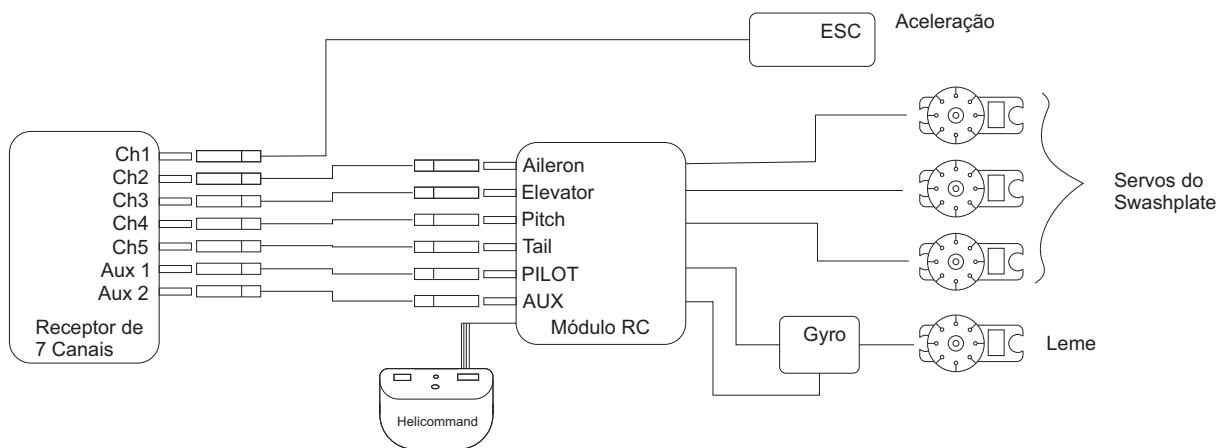 ESC
Aceleração
Ch1
Ch2
Ch3
Ch4
Ch5
Aux 1
Aux 2
Receptor de
7 Canais
Aileron
Elevator
Pitch
Tail
PILOT
AUX
Módulo RC
Helicommand
Gyro
Servos do
Swashplate
Leme